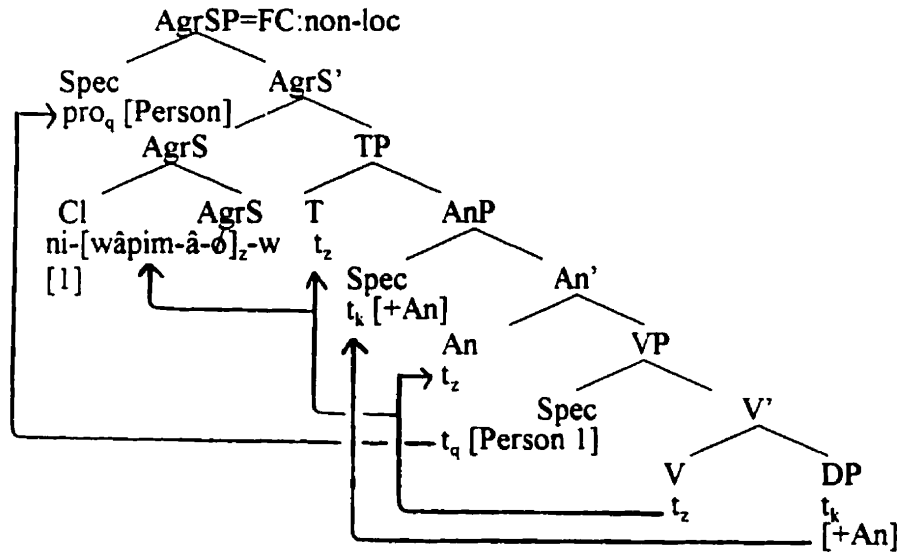 AgrSP=FC:non-loc
Spec AgrS'
pro_q [Person]
AgrS TP
Cl AgrS T AnP
ni-[wâpim-â-ø]_z-w t_z
[1] Spec An'
t_k [+An]
An VP
t_z
Spec V'
t_q [Person 1]
V DP
t_z t_k
[+An]